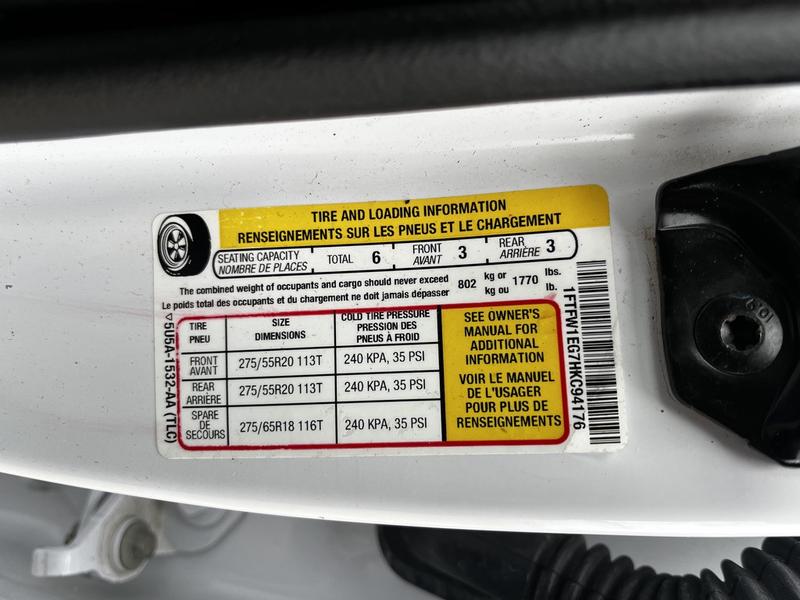 TIRE AND LOADING INFORMATION
RENSEIGNEMENTS SUR LES PNEUS ET LE CHARGEMENT
SEATING CAPACITY
NOMBRE DE PLACES
TOTAL 6
FRONT
AVANT
3
REAR
ARRIÈRE
3
The combined weight of occupants and cargo should never exceed
Le poids total des occupants et du chargement ne doit jamais dépasser
802
kg or
kg ou
1770
lbs.
lb.
TIRE
PNEU
SIZE
DIMENSIONS
COLD TIRE PRESSURE
PRESSION DES
PNEUS À FROID
FRONT
AVANT
275/55R20 113T
240 KPA, 35 PSI
REAR
ARRIÈRE
275/55R20 113T
240 KPA, 35 PSI
SPARE
DE
SECOURS
275/65R18 116T
240 KPA, 35 PSI
SEE OWNER'S
MANUAL FOR
ADDITIONAL
INFORMATION
VOIR LE MANUEL
DE L'USAGER
POUR PLUS DE
RENSEIGNEMENTS
5U5A-1532-AA (TLC)
1FTFW1EG7HKC94176